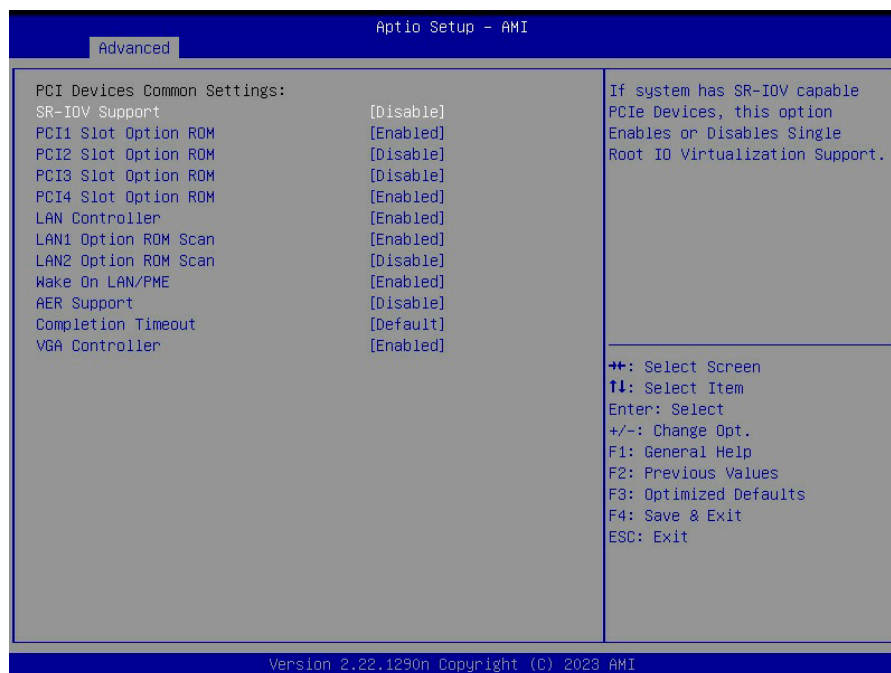 Aptio Setup - AMI
Advanced
PCI Devices Common Settings:
SR-IOV Support [Disable]
PCI1 Slot Option ROM [Enabled]
PCI2 Slot Option ROM [Disable]
PCI3 Slot Option ROM [Disable]
PCI4 Slot Option ROM [Enabled]
LAN Controller [Enabled]
LAN1 Option ROM Scan [Enabled]
LAN2 Option ROM Scan [Disable]
Wake On LAN/PME [Enabled]
AER Support [Disable]
Completion Timeout [Default]
VGA Controller [Enabled]
If system has SR-IOV capable
PCIe Devices, this option
Enables or Disables Single
Root IO Virtualization Support.
→←: Select Screen
↑↓: Select Item
Enter: Select
+/-: Change Opt.
F1: General Help
F2: Previous Values
F3: Optimized Defaults
F4: Save & Exit
ESC: Exit
Version 2.22.1290n Copyright (C) 2023 AMI